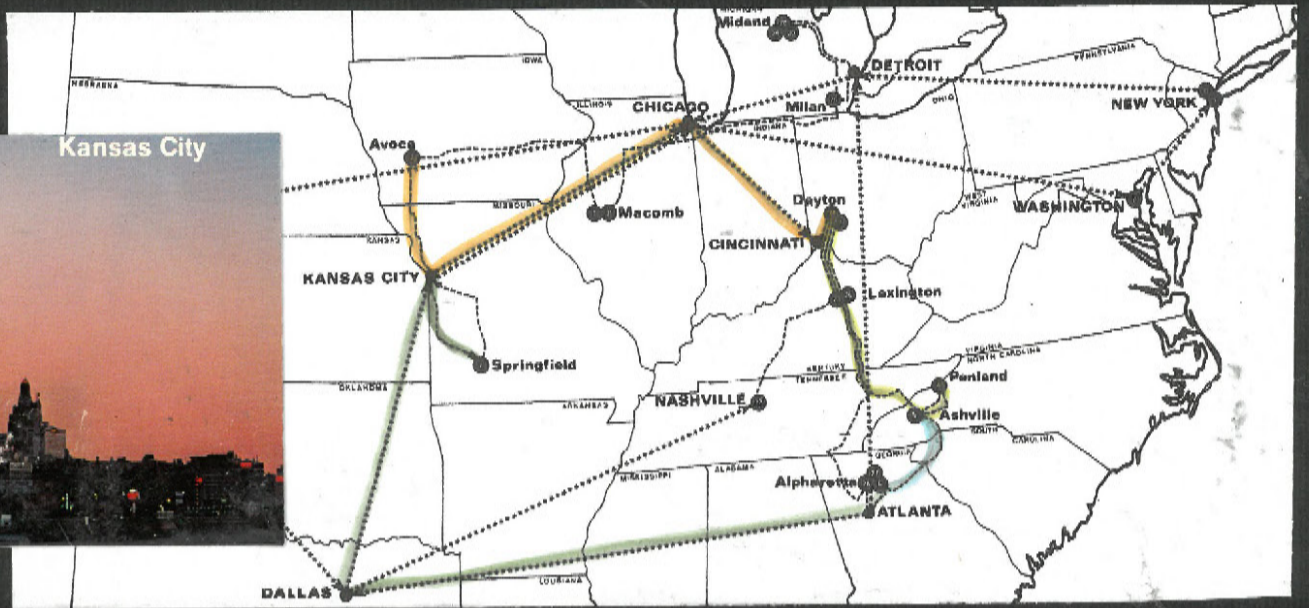 Midland
MICHIGAN
DETROIT
PENNSYLVANIA
IOWA
NEBRASKA
NEW YORK
OHIO
ILLINOIS
CHICAGO
Milan
INDIANA
Kansas City
Avoca
MISSOURI
Dayton
WEST
VIRGINIA
WASHINGTON
Macomb
KANSAS
CINCINNATI
KANSAS CITY
Lexington
VIRGINIA
NORTH CAROLINA
Springfield
KENTUCKY
TENNESSEE
Penland
OKLAHOMA
ARKANSAS
NASHVILLE
Ashville
SOUTH
CAROLINA
GEORGIA
MISSISSIPPI
ALABAMA
Alpharetta
ATLANTA
LOUISIANA
DALLAS